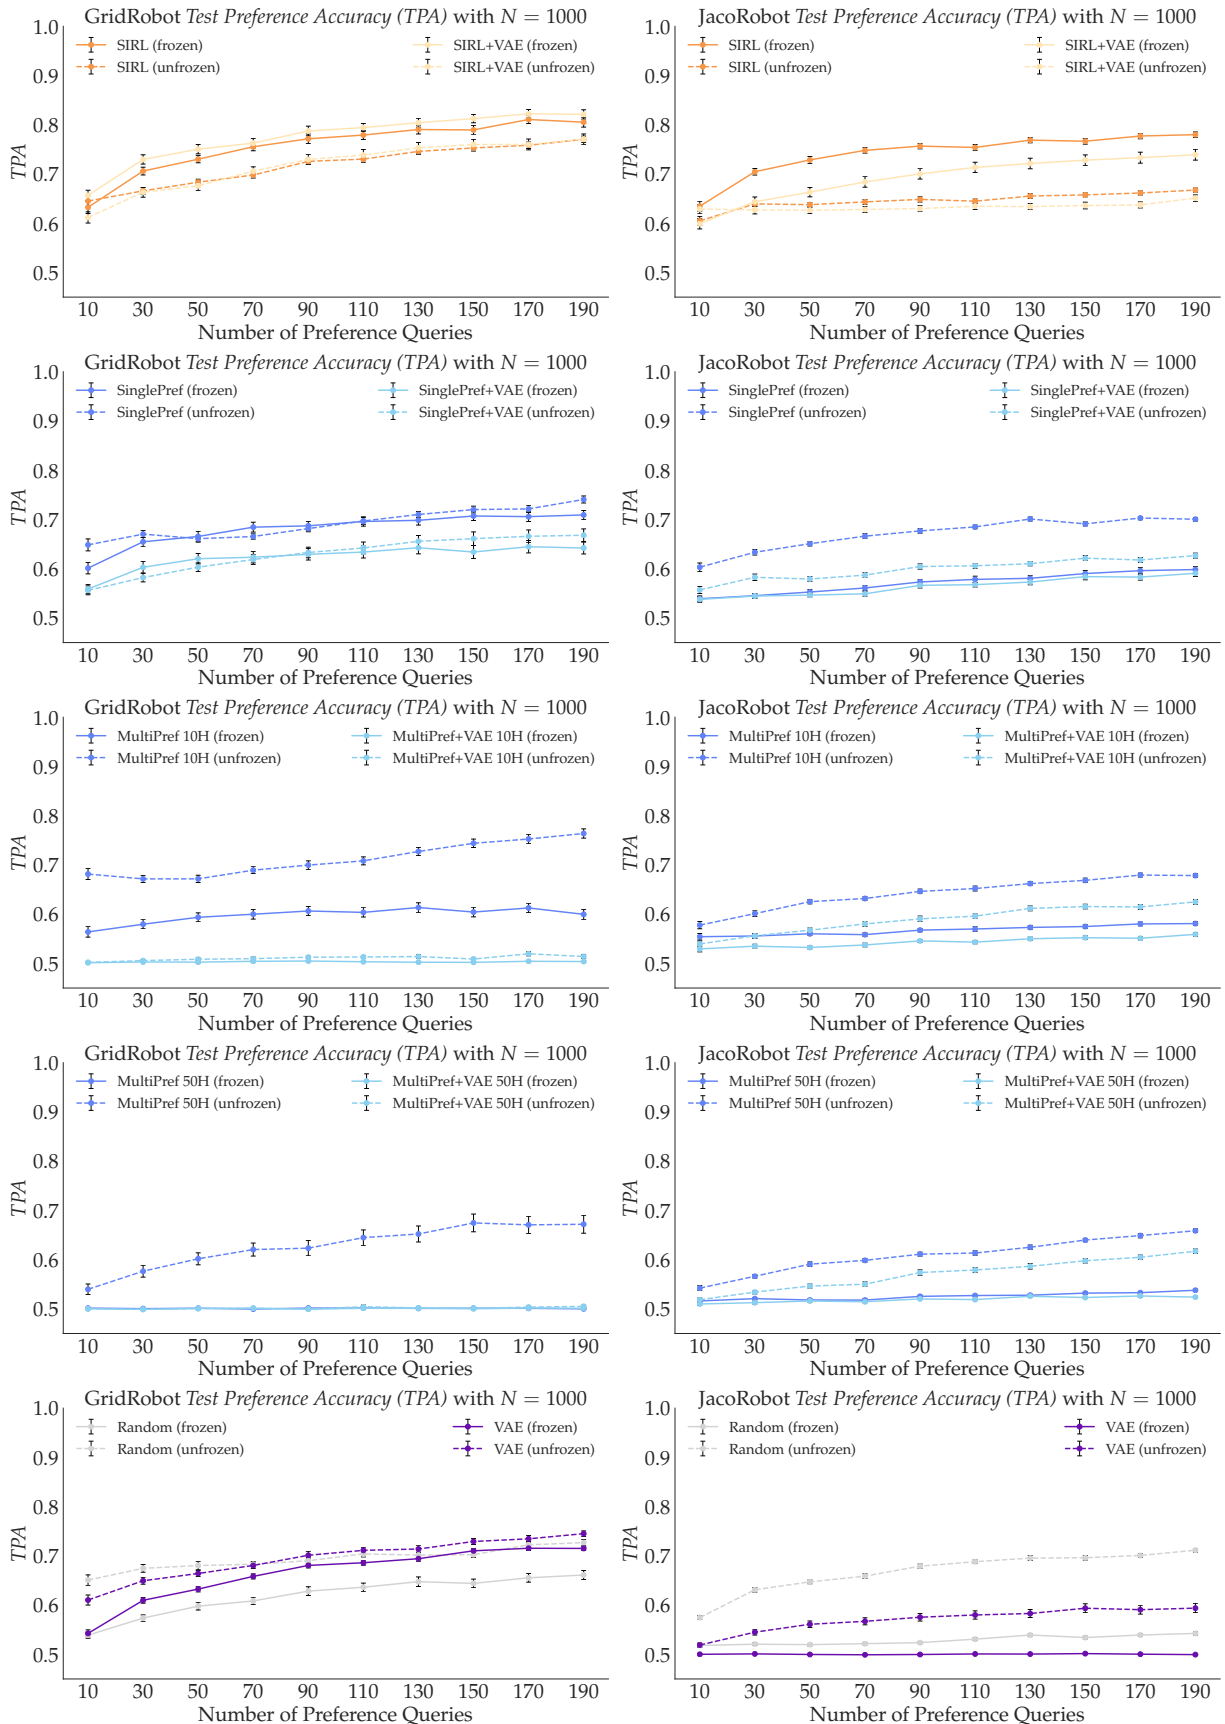 GridRobot Test Preference Accuracy (TPA) with N = 1000
SIRL (frozen)
SIRL (unfrozen)
SIRL+VAE (frozen)
SIRL+VAE (unfrozen)
TPA
1.0
0.9
0.8
0.7
0.6
0.5
10 30 50 70 90 110 130 150 170 190
Number of Preference Queries
JacoRobot Test Preference Accuracy (TPA) with N = 1000
SIRL (frozen)
SIRL (unfrozen)
SIRL+VAE (frozen)
SIRL+VAE (unfrozen)
TPA
1.0
0.9
0.8
0.7
0.6
0.5
10 30 50 70 90 110 130 150 170 190
Number of Preference Queries
GridRobot Test Preference Accuracy (TPA) with N = 1000
SinglePref (frozen)
SinglePref (unfrozen)
SinglePref+VAE (frozen)
SinglePref+VAE (unfrozen)
TPA
1.0
0.9
0.8
0.7
0.6
0.5
10 30 50 70 90 110 130 150 170 190
Number of Preference Queries
JacoRobot Test Preference Accuracy (TPA) with N = 1000
SinglePref (frozen)
SinglePref (unfrozen)
SinglePref+VAE (frozen)
SinglePref+VAE (unfrozen)
TPA
1.0
0.9
0.8
0.7
0.6
0.5
10 30 50 70 90 110 130 150 170 190
Number of Preference Queries
GridRobot Test Preference Accuracy (TPA) with N = 1000
MultiPref 10H (frozen)
MultiPref 10H (unfrozen)
MultiPref+VAE 10H (frozen)
MultiPref+VAE 10H (unfrozen)
TPA
1.0
0.9
0.8
0.7
0.6
0.5
10 30 50 70 90 110 130 150 170 190
Number of Preference Queries
JacoRobot Test Preference Accuracy (TPA) with N = 1000
MultiPref 10H (frozen)
MultiPref 10H (unfrozen)
MultiPref+VAE 10H (frozen)
MultiPref+VAE 10H (unfrozen)
TPA
1.0
0.9
0.8
0.7
0.6
0.5
10 30 50 70 90 110 130 150 170 190
Number of Preference Queries
GridRobot Test Preference Accuracy (TPA) with N = 1000
MultiPref 50H (frozen)
MultiPref 50H (unfrozen)
MultiPref+VAE 50H (frozen)
MultiPref+VAE 50H (unfrozen)
TPA
1.0
0.9
0.8
0.7
0.6
0.5
10 30 50 70 90 110 130 150 170 190
Number of Preference Queries
JacoRobot Test Preference Accuracy (TPA) with N = 1000
MultiPref 50H (frozen)
MultiPref 50H (unfrozen)
MultiPref+VAE 50H (frozen)
MultiPref+VAE 50H (unfrozen)
TPA
1.0
0.9
0.8
0.7
0.6
0.5
10 30 50 70 90 110 130 150 170 190
Number of Preference Queries
GridRobot Test Preference Accuracy (TPA) with N = 1000
Random (frozen)
Random (unfrozen)
VAE (frozen)
VAE (unfrozen)
TPA
1.0
0.9
0.8
0.7
0.6
0.5
10 30 50 70 90 110 130 150 170 190
Number of Preference Queries
JacoRobot Test Preference Accuracy (TPA) with N = 1000
Random (frozen)
Random (unfrozen)
VAE (frozen)
VAE (unfrozen)
TPA
1.0
0.9
0.8
0.7
0.6
0.5
10 30 50 70 90 110 130 150 170 190
Number of Preference Queries